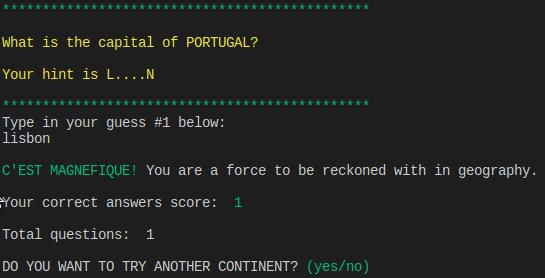 **********************************************
What is the capital of PORTUGAL?
Your hint is L....N
**********************************************
Type in your guess #1 below:
lisbon
C'EST MAGNEFIQUE! You are a force to be reckoned with in geography.
Your correct answers score:  1
Total questions:  1
DO YOU WANT TO TRY ANOTHER CONTINENT? (yes/no)